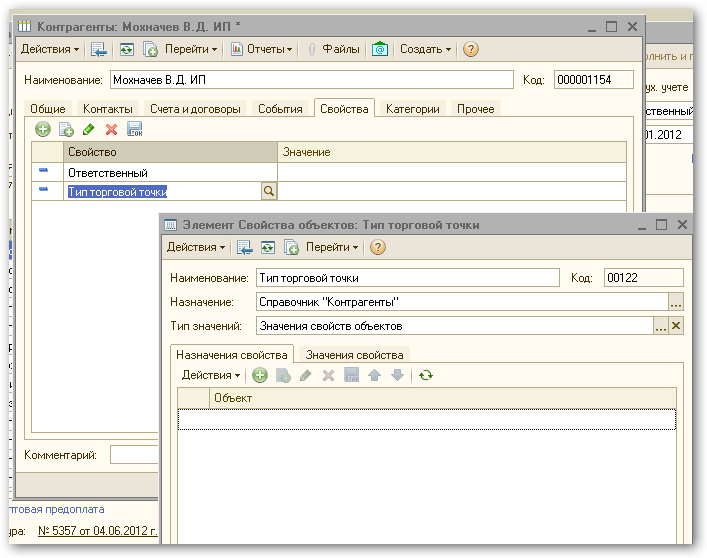 Контрагенты: Мохначев В.Д. ИП *
Действия Перейти Отчеты Файлы Создать
Наименование: Мохначев В.Д. ИП Код: 000001154
Общие Контакты Счета и договоры События Свойства Категории Прочее
Свойство Значение
Ответственный
Тип торговой точки
Элемент Свойства объектов: Тип торговой точки
Действия Перейти
Наименование: Тип торговой точки Код: 00122
Назначение: Справочник "Контрагенты" ...
Тип значений: Значения свойств объектов ...
Назначения свойства Значения свойства
Действия
Объект
Комментарий:
товая предоплата
ура: № 5357 от 04.06.2012 г.
олнить и п
ух. учете
ственный
01.2012